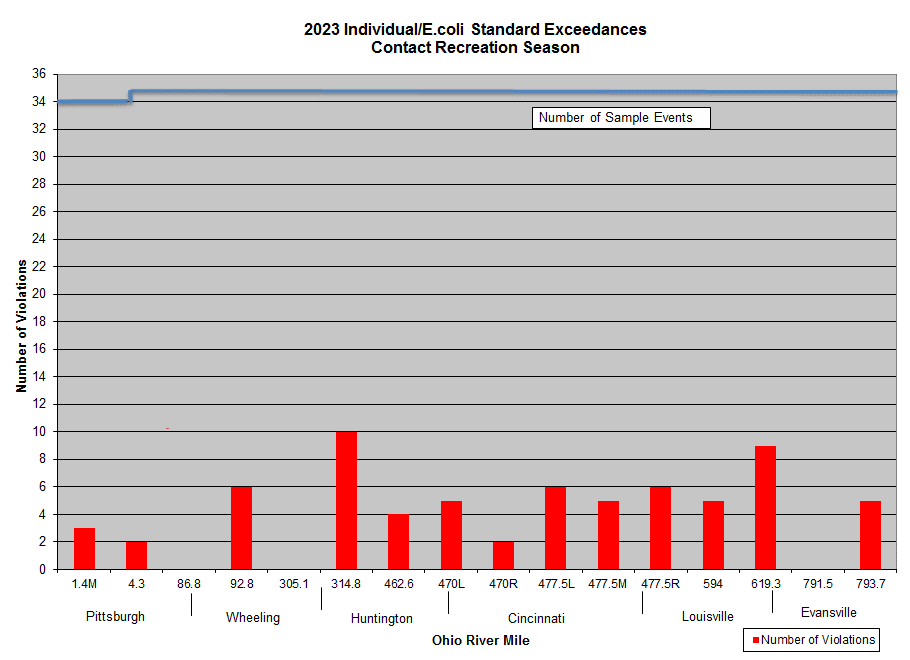 2023 Individual/E.coli Standard Exceedances
Contact Recreation Season
36
34
32
30
28
26
24
22
20
18
16
14
12
10
8
6
4
2
0
Number of Violations
Number of Sample Events
1.4M 4.3 86.8 92.8 305.1 314.8 462.6 470L 470R 477.5L 477.5M 477.5R 594 619.3 791.5 793.7
Pittsburgh Wheeling Huntington Cincinnati Louisville Evansville
Ohio River Mile
Number of Violations